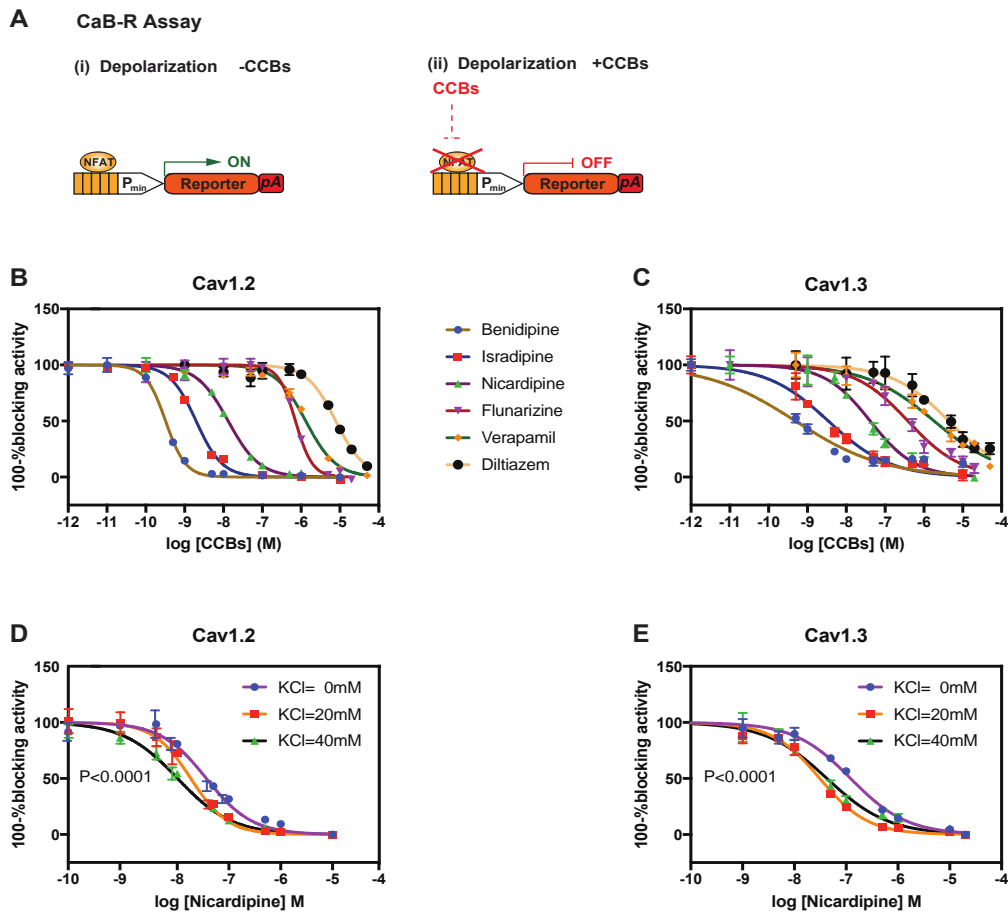 A CaB-R Assay
(i) Depolarization -CCBs
(ii) Depolarization +CCBs
CCBs
NFAT
ON
Pmin
Reporter
pA
NFAT
OFF
Pmin
Reporter
pA
B
Cav1.2
150
100
50
0
100-%blocking activity
-12 -11 -10 -9 -8 -7 -6 -5 -4
log [CCBs] (M)
Benidipine
Isradipine
Nicardipine
Flunarizine
Verapamil
Diltiazem
C
Cav1.3
150
100
50
0
100-%blocking activity
-12 -11 -10 -9 -8 -7 -6 -5 -4
log [CCBs] (M)
D
Cav1.2
150
100
50
0
100-%blocking activity
KCl= 0mM
KCl=20mM
KCl=40mM
P<0.0001
-10 -9 -8 -7 -6 -5 -4
log [Nicardipine] M
E
Cav1.3
150
100
50
0
100-%blocking activity
KCl= 0mM
KCl=20mM
KCl=40mM
P<0.0001
-10 -9 -8 -7 -6 -5 -4
log [Nicardipine] M